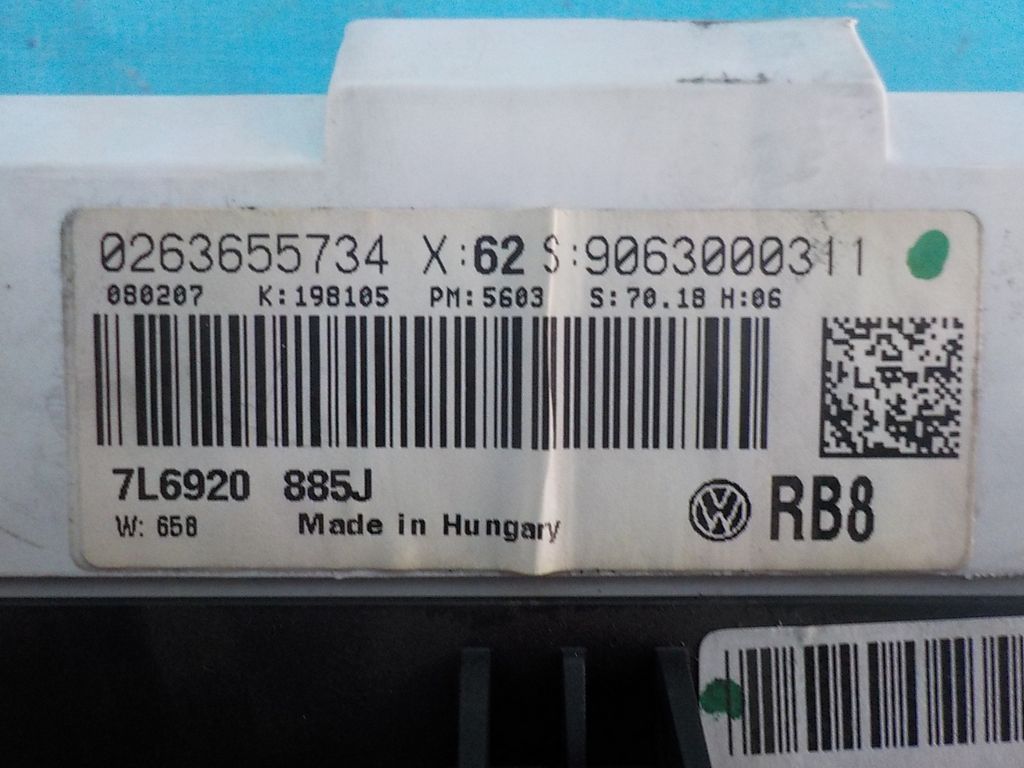 0263655734 X:62 S:9063000311
080207 K:198105 PM:5603 S:70.18 H:06
7L6920 885J
W: 658 Made in Hungary
RB8